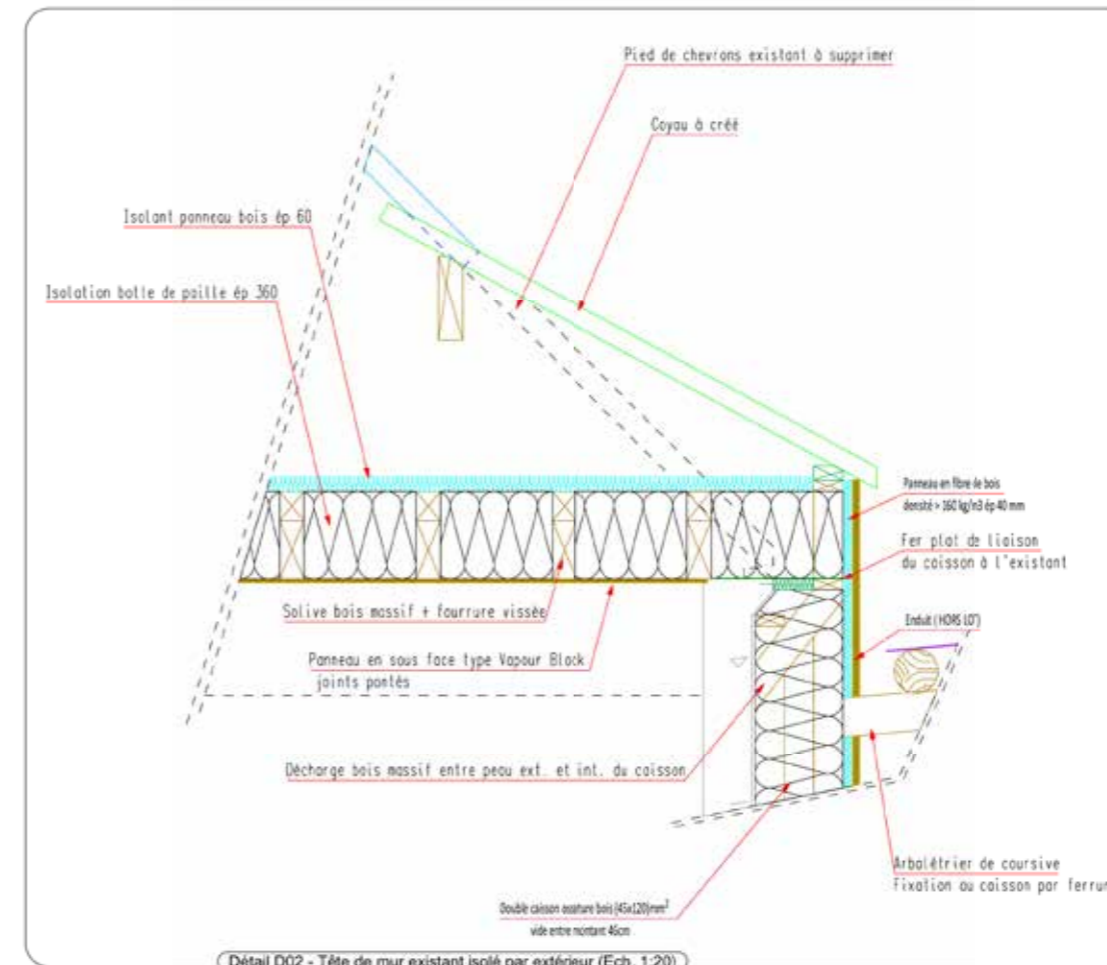 Pied de chevrons existant à supprimer
Coyau à créé
Isolant panneau bois ép 60
Isolation botte de paille ép 360
Panneau en fibre de bois
densité > 160 kg/m3 ép 40 mm
Fer plat de liaison
du caisson à l'existant
Solive bois massif + fourrure vissée
Enduit ( HORS LOT)
Panneau en sous face type Vapour Block
joints pontés
Décharge bois massif entre peau ext. et int. du caisson
Arbalétrier de coursive
Fixation au caisson par ferrur
Double caisson ossature bois (45x120)mm²
vide entre montant 46cm
Détail D02 - Tête de mur existant isolé par extérieur (Ech. 1:20)